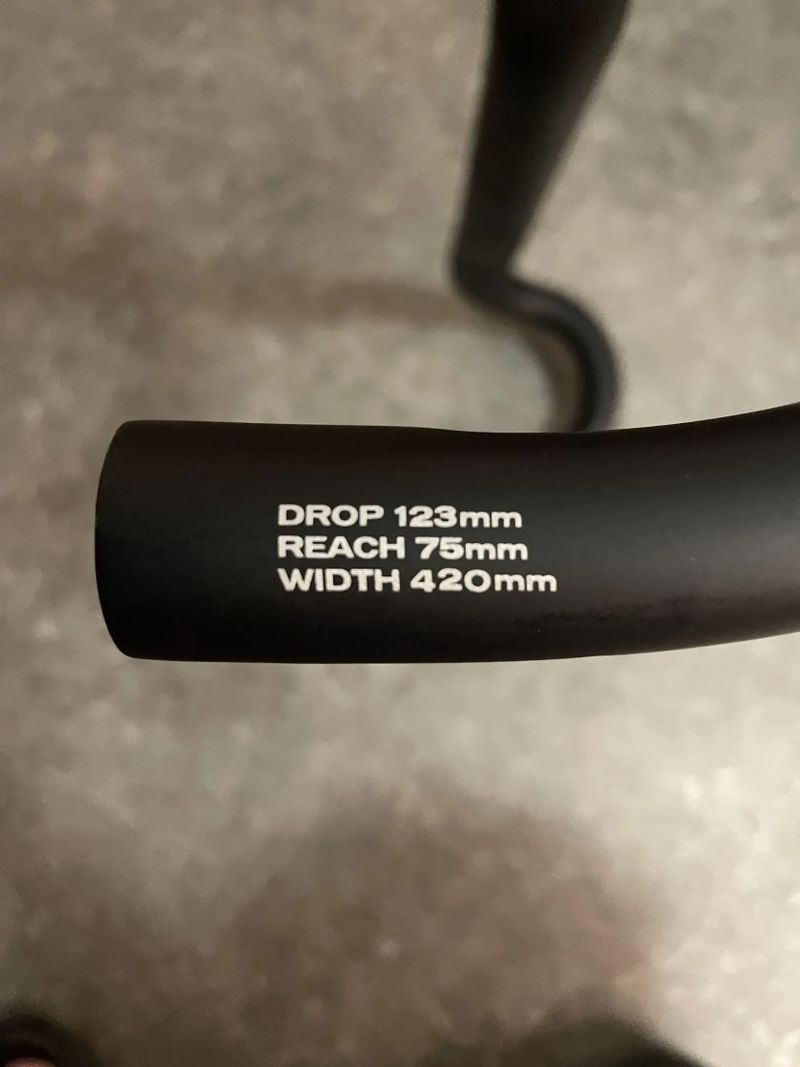 DROP 123mm
REACH 75mm
WIDTH 420mm